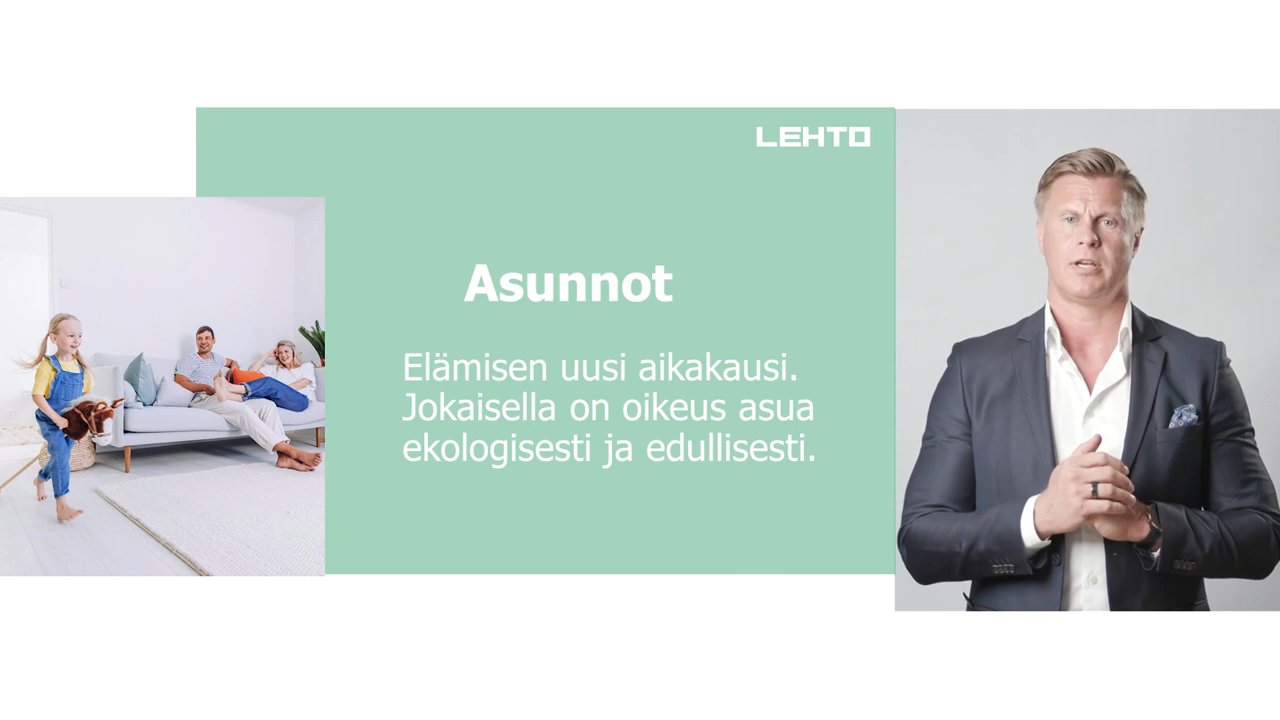 LEHTO
Asunnot
Elämisen uusi aikakausi.
Jokaisella on oikeus asua
ekologisesti ja edullisesti.